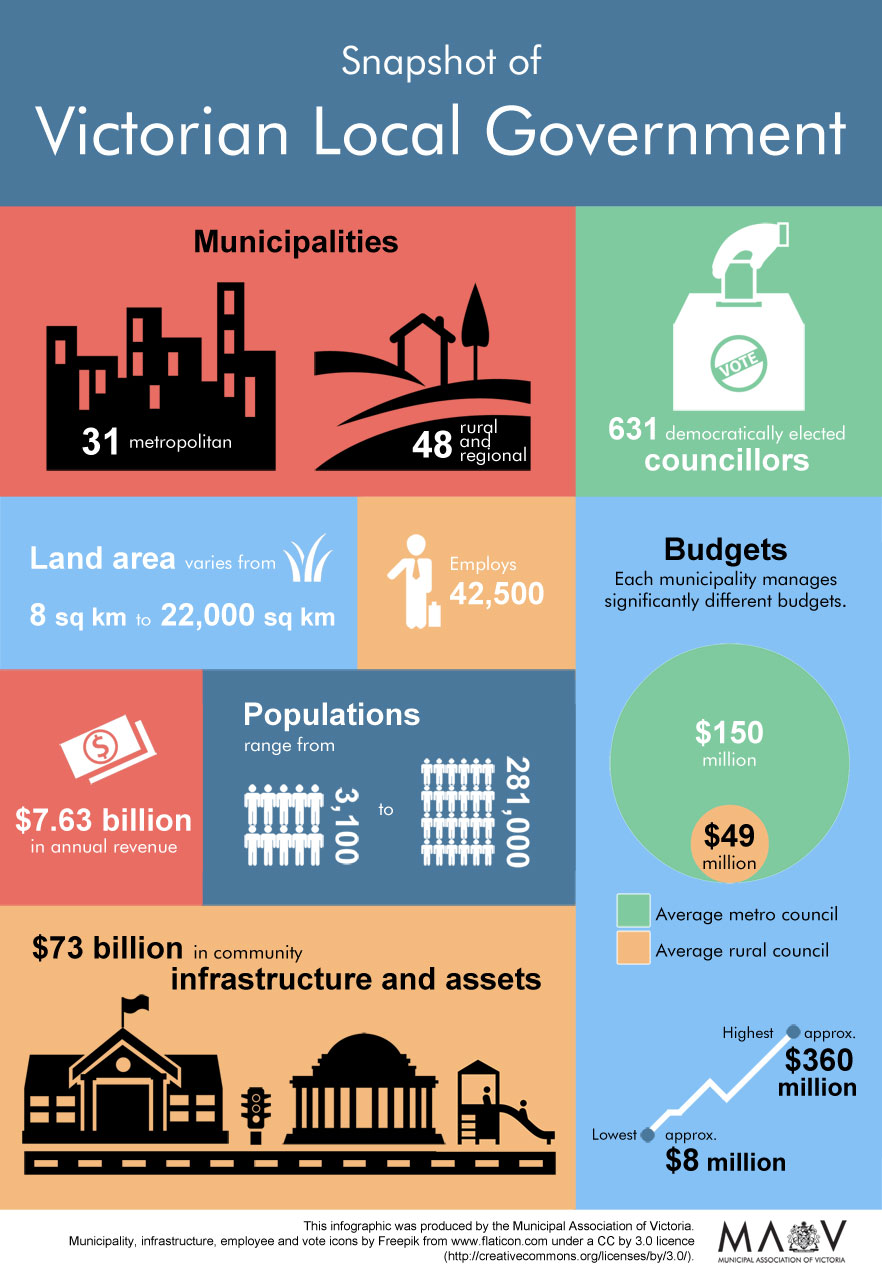 Snapshot of
Victorian Local Government
Municipalities
31 metropolitan
48 rural
and
regional
VOTE
631 democratically elected
councillors
Land area varies from
8 sq km to 22,000 sq km
Employs
42,500
Budgets
Each municipality manages
significantly different budgets.
$150
million
$49
million
Average metro council
Average rural council
Highest approx.
$360
million
Lowest approx.
$8 million
$
$7.63 billion
in annual revenue
Populations
range from
3,100
to
281,000
$73 billion in community
infrastructure and assets
This infographic was produced by the Municipal Association of Victoria.
Municipality, infrastructure, employee and vote icons by Freepik from www.flaticon.com under a CC by 3.0 licence
(http://creativecommons.org/licenses/by/3.0/).
MAV
MUNICIPAL ASSOCIATION OF VICTORIA